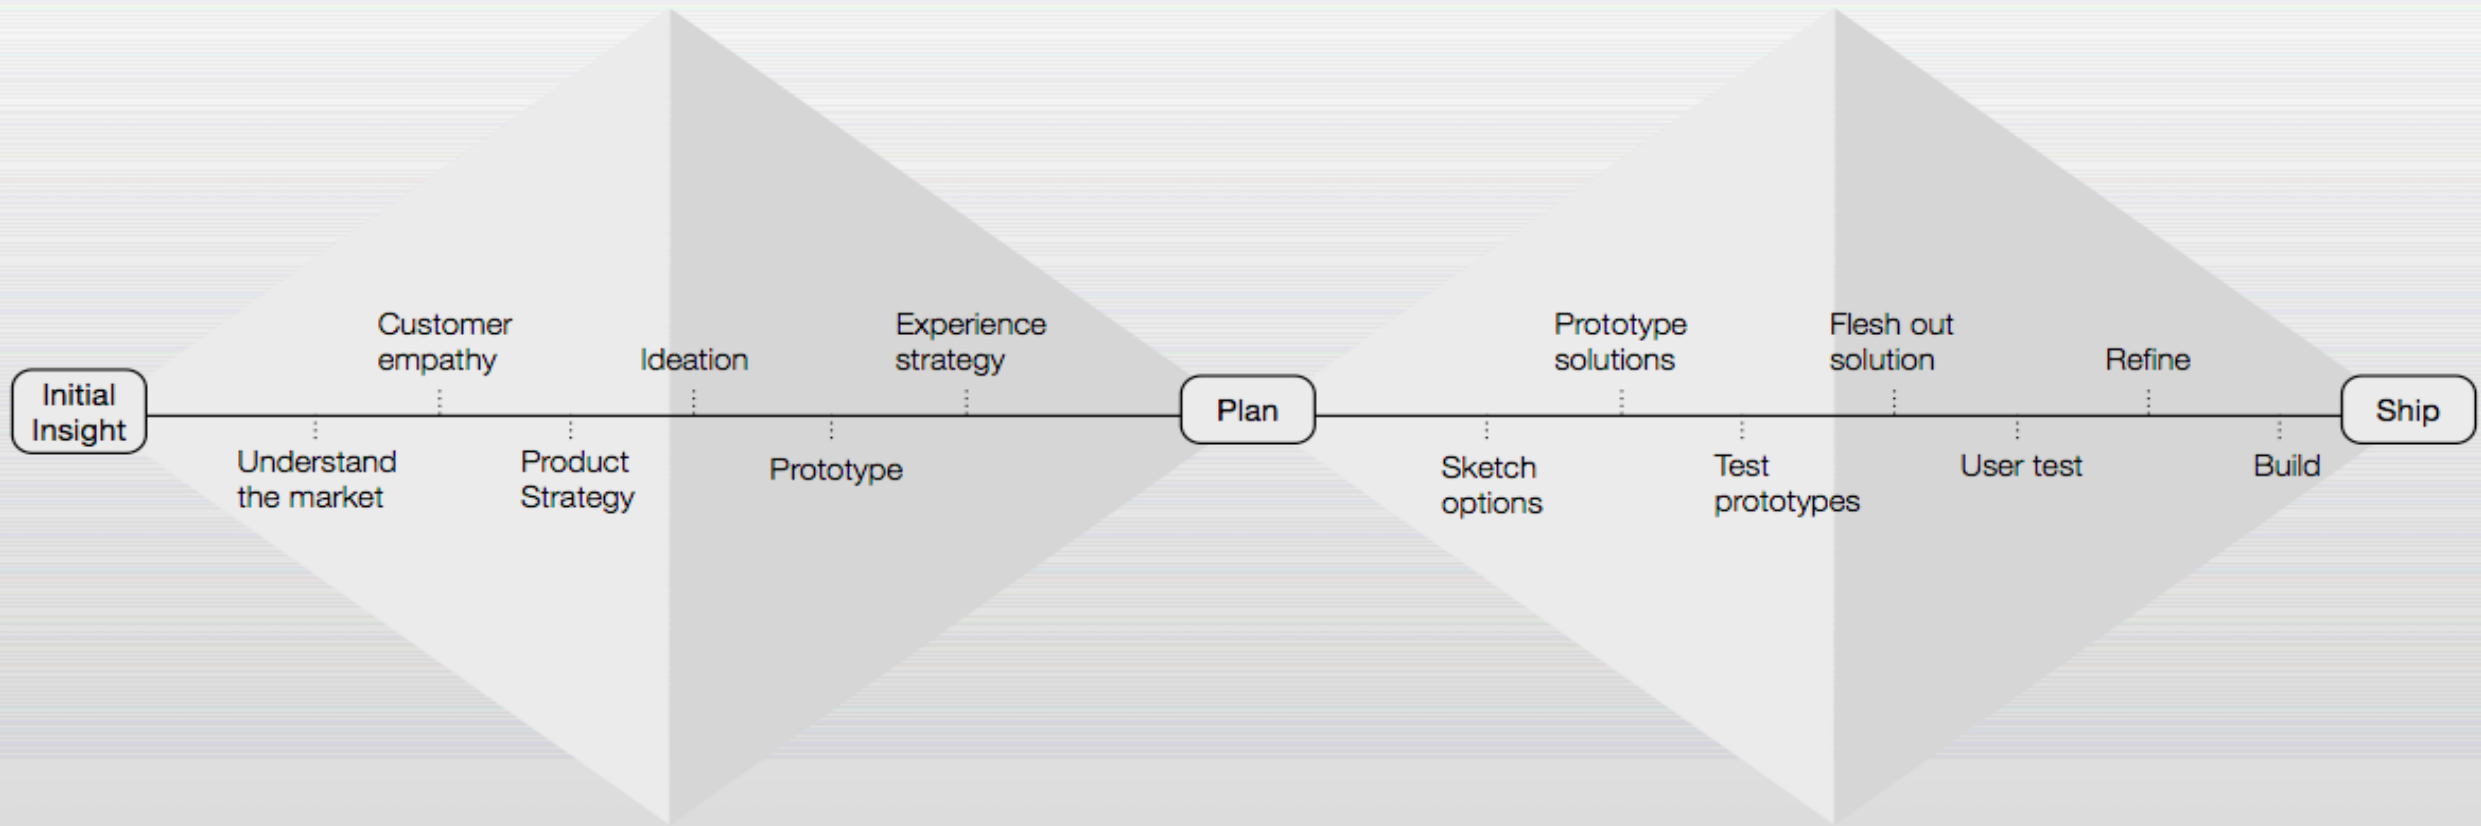 Initial
Insight
Understand
the market
Customer
empathy
Product
Strategy
Ideation
Prototype
Experience
strategy
Plan
Sketch
options
Prototype
solutions
Test
prototypes
Flesh out
solution
User test
Refine
Build
Ship